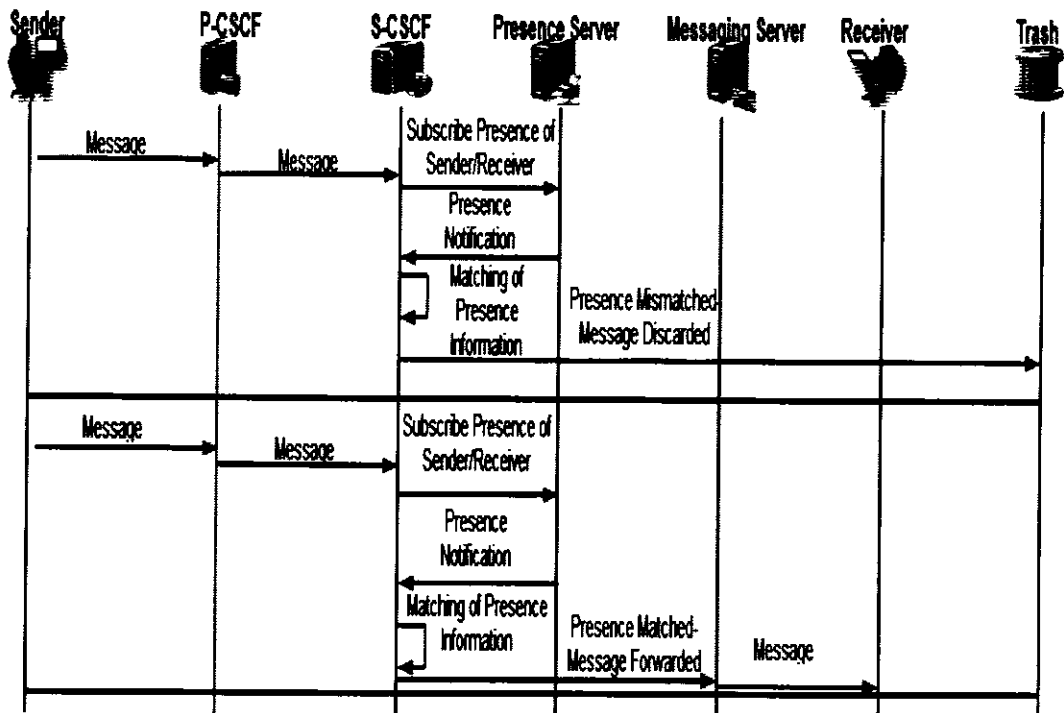 Sender P-CSCF S-CSCF Presence Server Messaging Server Receiver Trash
Message
Message
Subscribe Presence of
Sender/Receiver
Presence
Notification
Matching of
Presence
Information
Presence Mismatched-
Message Discarded
Message
Message
Subscribe Presence of
Sender/Receiver
Presence
Notification
Matching of Presence
Information
Presence Matched-
Message Forwarded
Message